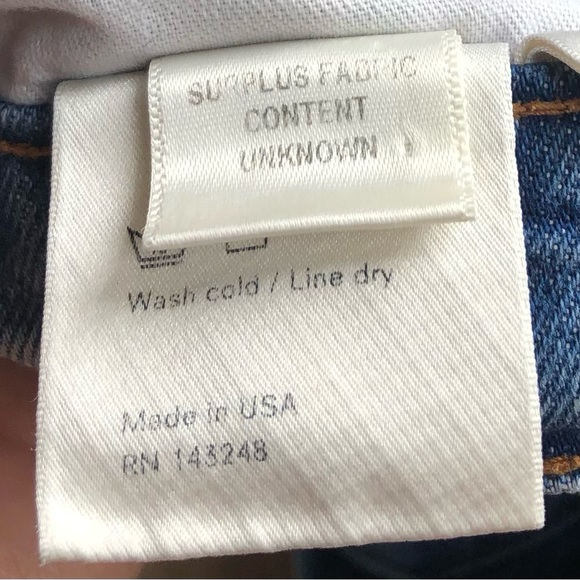 SURPLUS FABRIC
CONTENT
UNKNOWN
Wash cold / Line dry
Made in USA
RN 143248